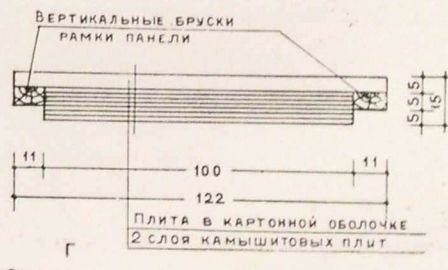 ВЕРТИКАЛЬНЫЕ БРУСКИ
РАМКИ ПАНЕЛИ
5 5 5
15
11
100
11
122
ПЛИТА В КАРТОННОЙ ОБОЛОЧКЕ
2 СЛОЯ КАМЫШИТОВЫХ ПЛИТ
Г